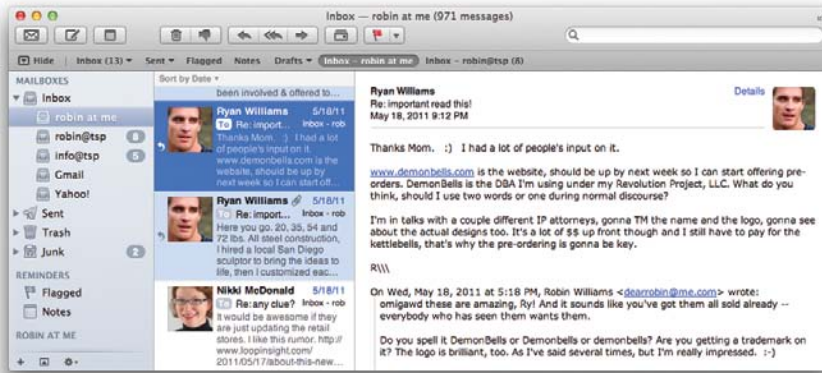 Inbox — robin at me (971 messages)
Hide Inbox (13) Sent Flagged Notes Drafts Inbox - robin at me Inbox - robin@tsp (8)
MAILBOXES
Inbox
robin at me
robin@tsp 8
info@tsp 5
Gmail
Yahoo!
Sent
Trash
Junk 2
REMINDERS
Flagged
Notes
ROBIN AT ME
Sort by Date
been involved & offered to...
Ryan Williams 5/18/11
To Re: import... Inbox - rob
Thanks Mom. :) I had a lot
of people's input on it.
www.demonbells.com is the
website, should be up by
next week so I can start off...
Ryan Williams 5/18/11
To Re: import... Inbox - rob
Here you go. 20, 35, 54 and
72 lbs. All steel construction,
I hired a local San Diego
sculptor to bring the ideas to
life, then I customized eac...
Nikki McDonald 5/18/11
To Re:any clue? Inbox - rob
It would be awesome if they
are just updating the retail
stores. I like this rumor. http://
www.loopinsight.com/
2011/05/17/about-this-new...
Ryan Williams Details
Re: important read this!
May 18, 2011 9:12 PM
Thanks Mom. :) I had a lot of people's input on it.
www.demonbells.com is the website, should be up by next week so I can start offering pre-
orders. DemonBells is the DBA I'm using under my Revolution Project, LLC. What do you
think, should I use two words or one during normal discourse?
I'm in talks with a couple different IP attorneys, gonna TM the name and the logo, gonna see
about the actual designs too. It's a lot of $$ up front though and I still have to pay for the
kettlebells, that's why the pre-ordering is gonna be key.
R\\\
On Wed, May 18, 2011 at 5:18 PM, Robin Williams <dearrobin@me.com> wrote:
omigawd these are amazing, Ry! And it sounds like you've got them all sold already --
everybody who has seen them wants them.
Do you spell it DemonBells or Demonbells or demonbells? Are you getting a trademark on
it? The logo is brilliant, too. As I've said several times, but I'm really impressed. :-)